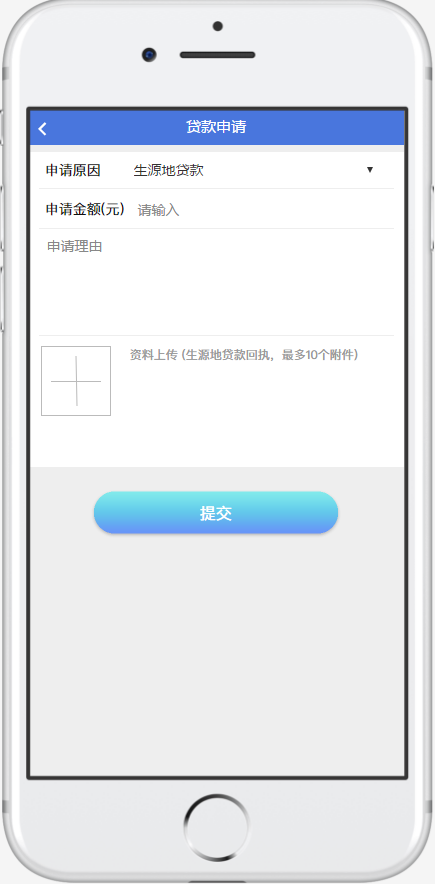 贷款申请
申请原因 生源地贷款 ▼
申请金额(元) 请输入
申请理由
资料上传 (生源地贷款回执，最多10个附件)
提交